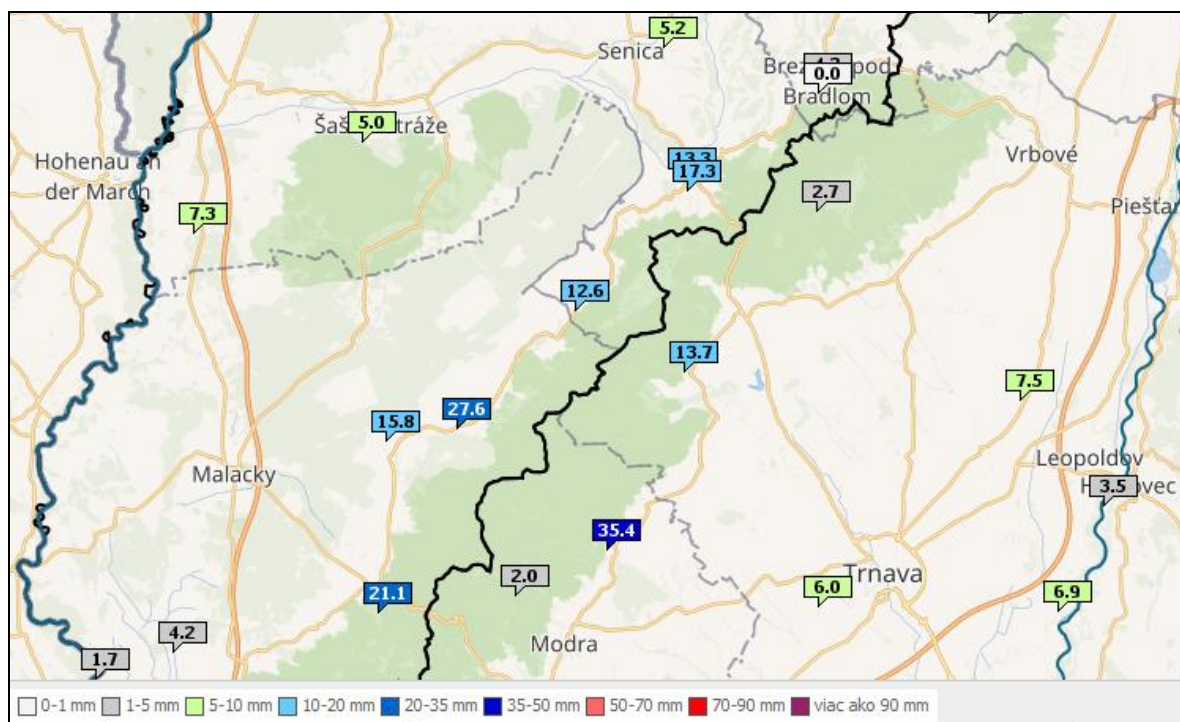 5.2
Senica
0.0
Bradlom
5.0
Hohenau an
der March
13.3
17.3
Vrbové
2.7
7.3
12.6
13.7
7.5
27.6
15.8
Malacky
Leopoldov
3.5
35.4
2.0
Trnava
6.0
6.9
21.1
4.2
Modra
1.7
0-1 mm 1-5 mm 5-10 mm 10-20 mm 20-35 mm 35-50 mm 50-70 mm 70-90 mm viac ako 90 mm